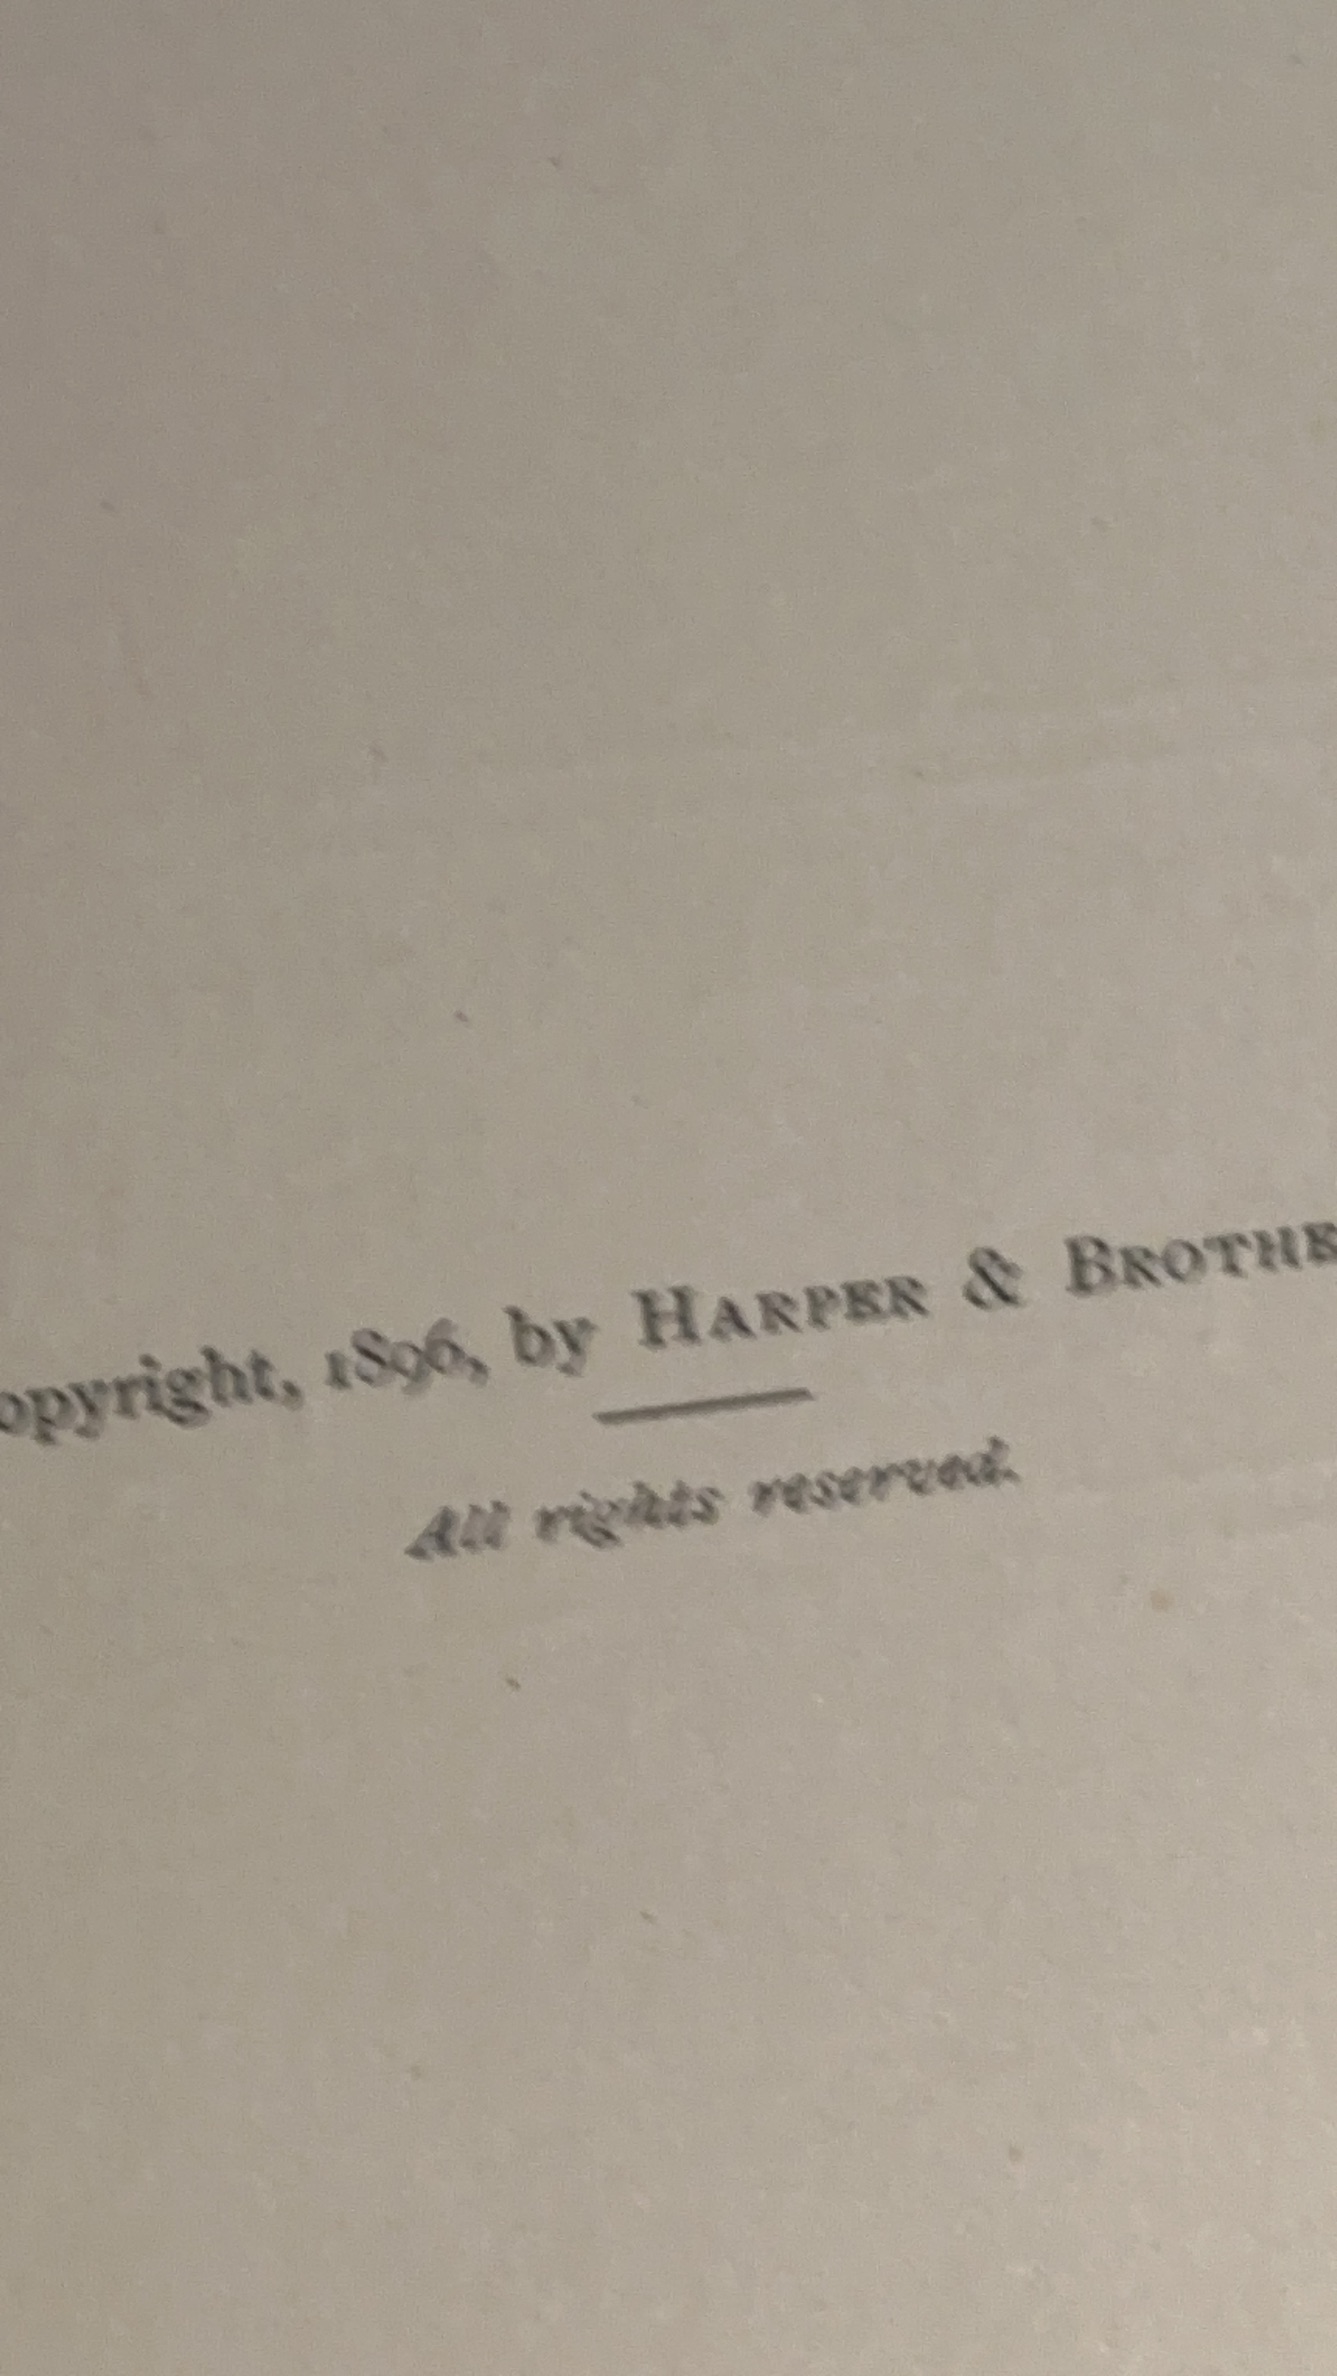 opyright, 1896, by HARPER & BROTHE
All rights reserved.